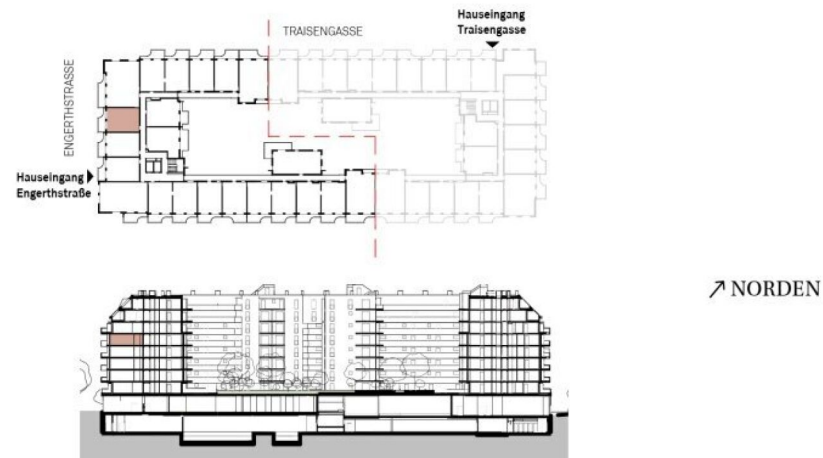 Hauseingang
Traisengasse
TRAISENGASSE
ENGERTHSTRASSE
Hauseingang
Engerthstraße
↗ NORDEN